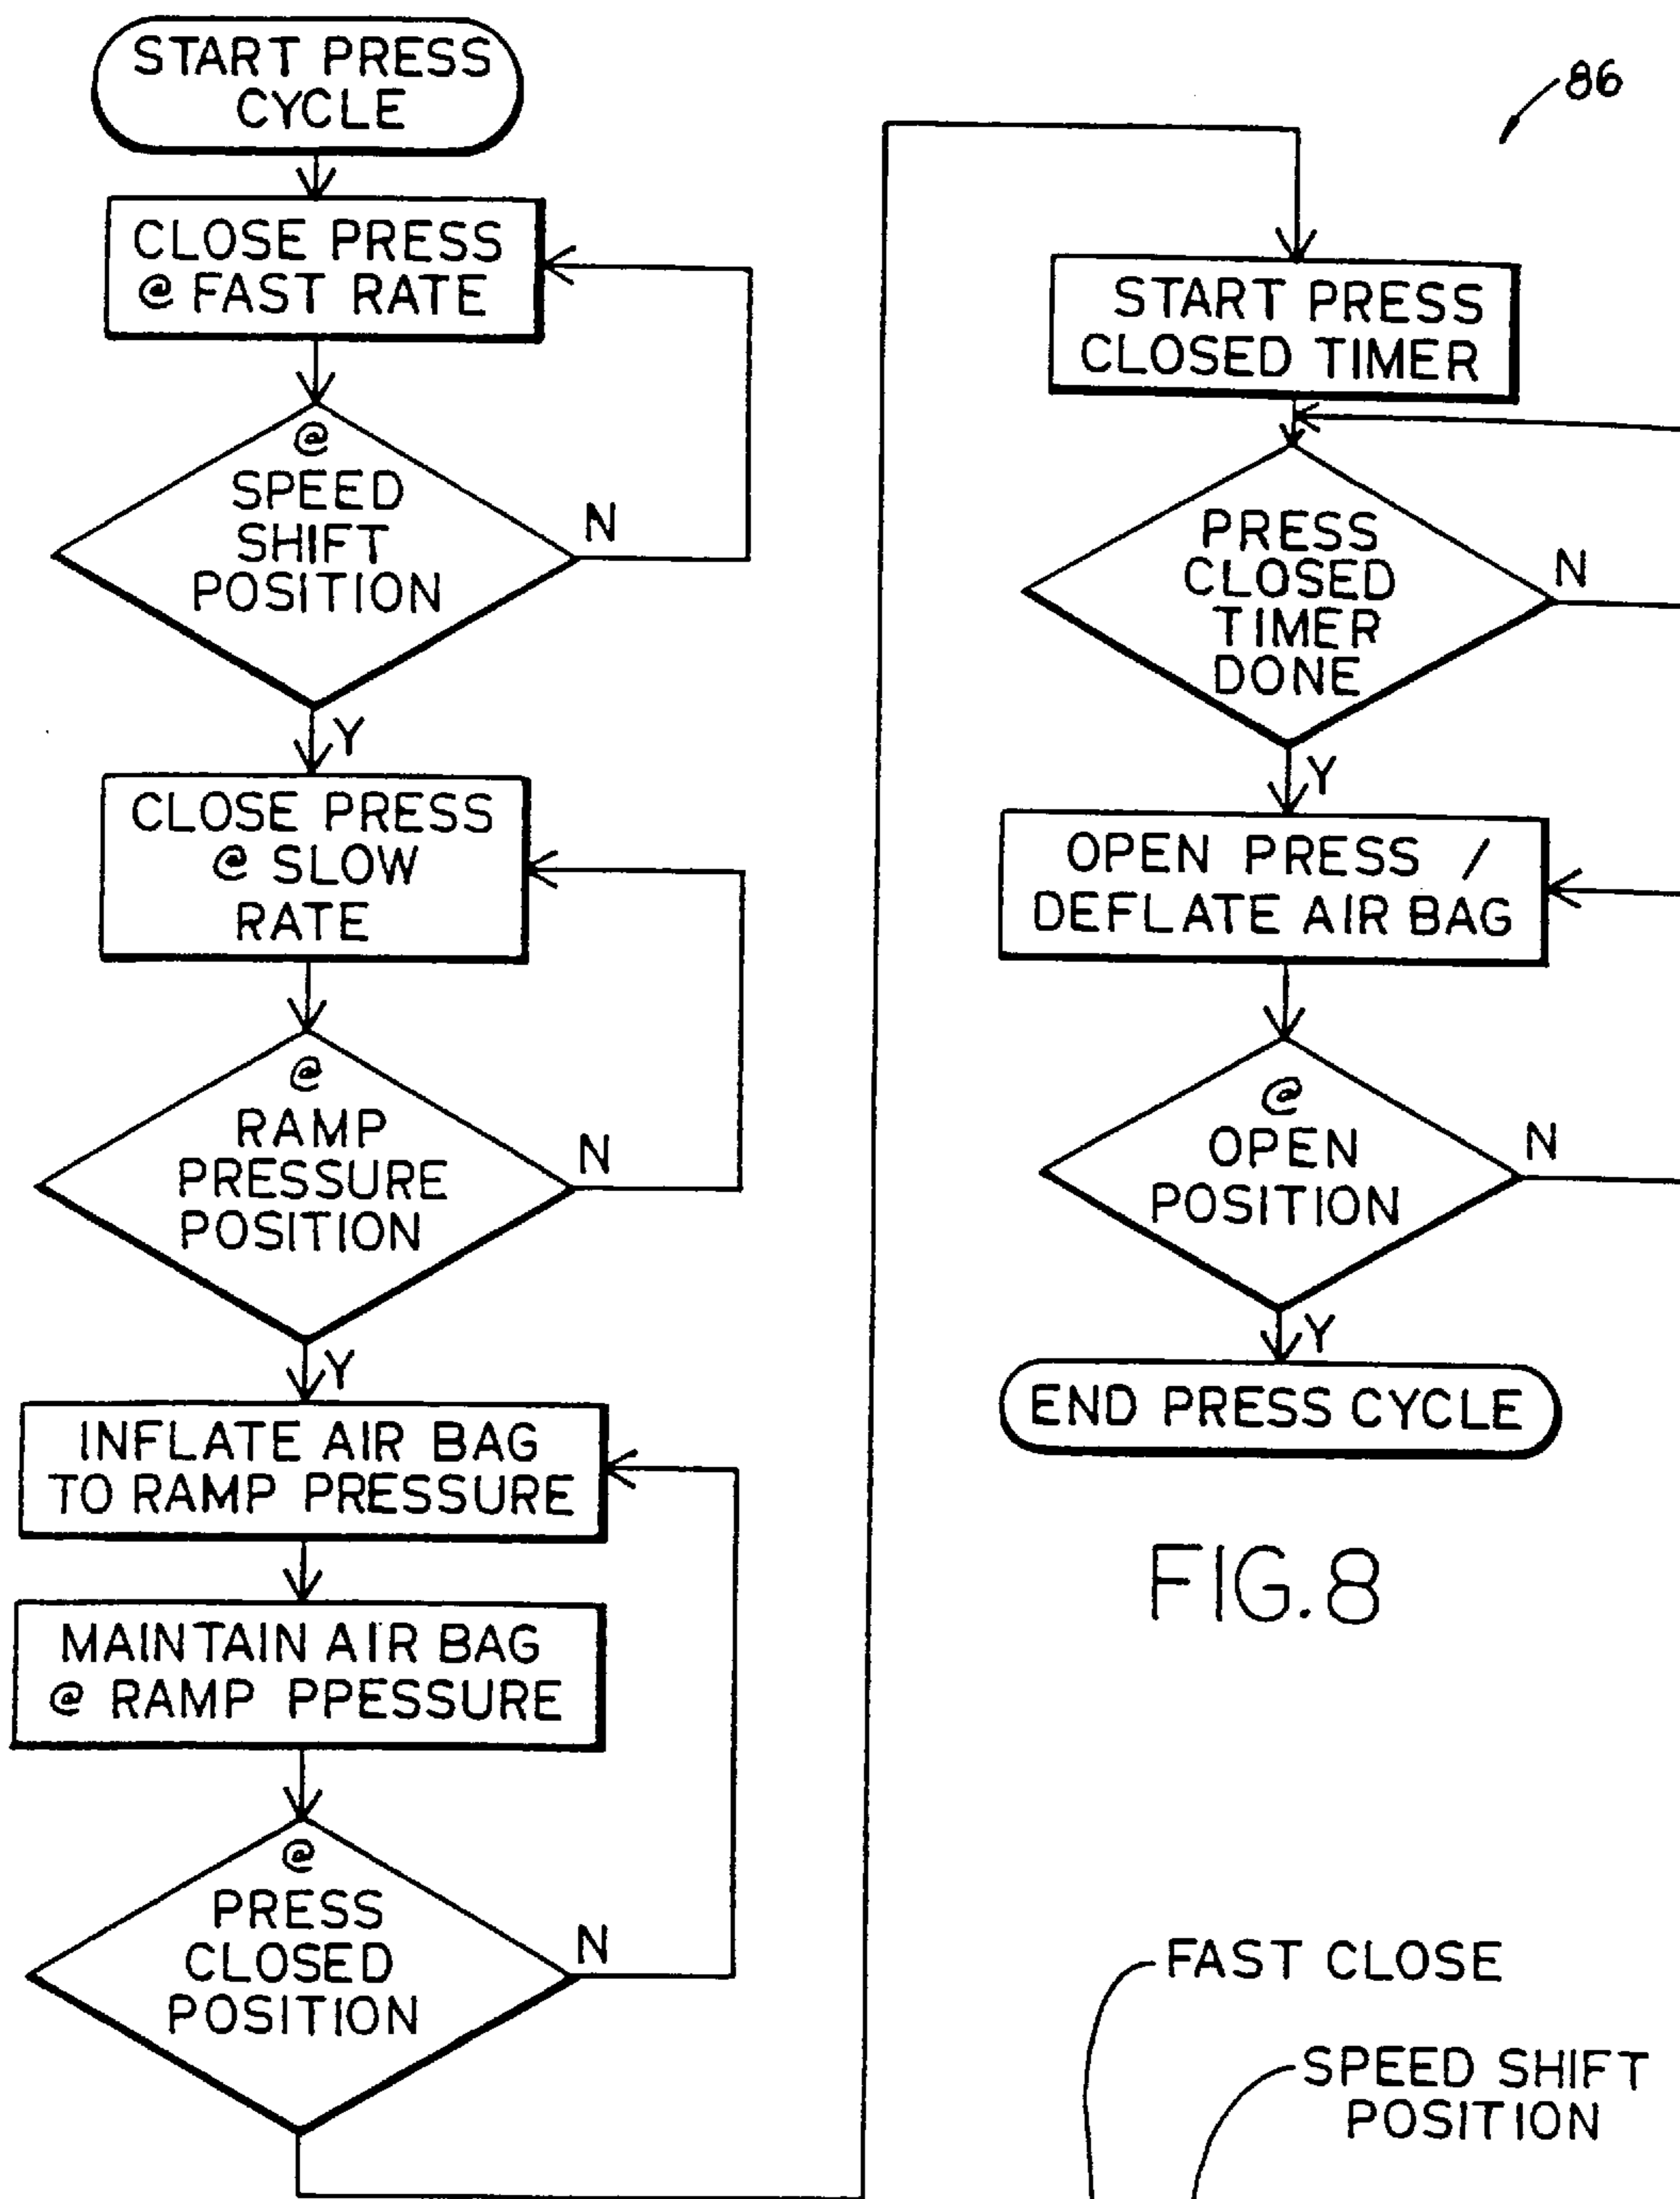 START PRESS
CYCLE
CLOSE PRESS
@ FAST RATE
@
SPEED
SHIFT
POSITION
N
Y
CLOSE PRESS
@ SLOW
RATE
@
RAMP
PRESSURE
POSITION
N
Y
INFLATE AIR BAG
TO RAMP PRESSURE
MAINTAIN AIR BAG
@ RAMP PPESSURE
@
PRESS
CLOSED
POSITION
N
86
START PRESS
CLOSED TIMER
PRESS
CLOSED
TIMER
DONE
N
Y
OPEN PRESS /
DEFLATE AIR BAG
@
OPEN
POSITION
N
Y
END PRESS CYCLE
FIG.8
FAST CLOSE
SPEED SHIFT
POSITION